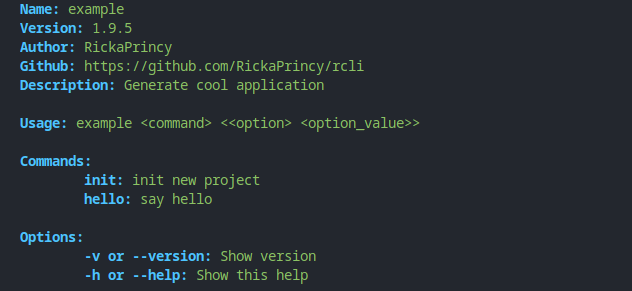 Name: example
Version: 1.9.5
Author: RickaPrincy
Github: https://github.com/RickaPrincy/rcli
Description: Generate cool application
Usage: example <command> <<option> <option_value>>
Commands:
init: init new project
hello: say hello
Options:
-v or --version: Show version
-h or --help: Show this help